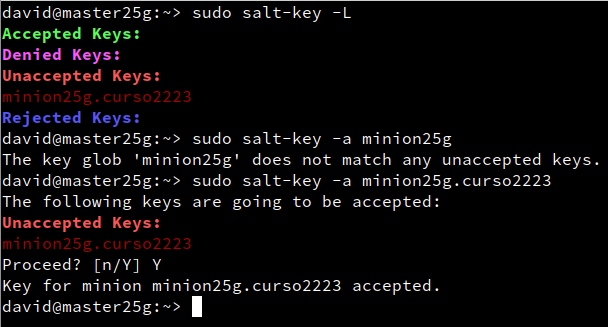 david@master25g:~> sudo salt-key -L
Accepted Keys:
Denied Keys:
Unaccepted Keys:
minion25g.curso2223
Rejected Keys:
david@master25g:~> sudo salt-key -a minion25g
The key glob 'minion25g' does not match any unaccepted keys.
david@master25g:~> sudo salt-key -a minion25g.curso2223
The following keys are going to be accepted:
Unaccepted Keys:
minion25g.curso2223
Proceed? [n/Y] Y
Key for minion minion25g.curso2223 accepted.
david@master25g:~>